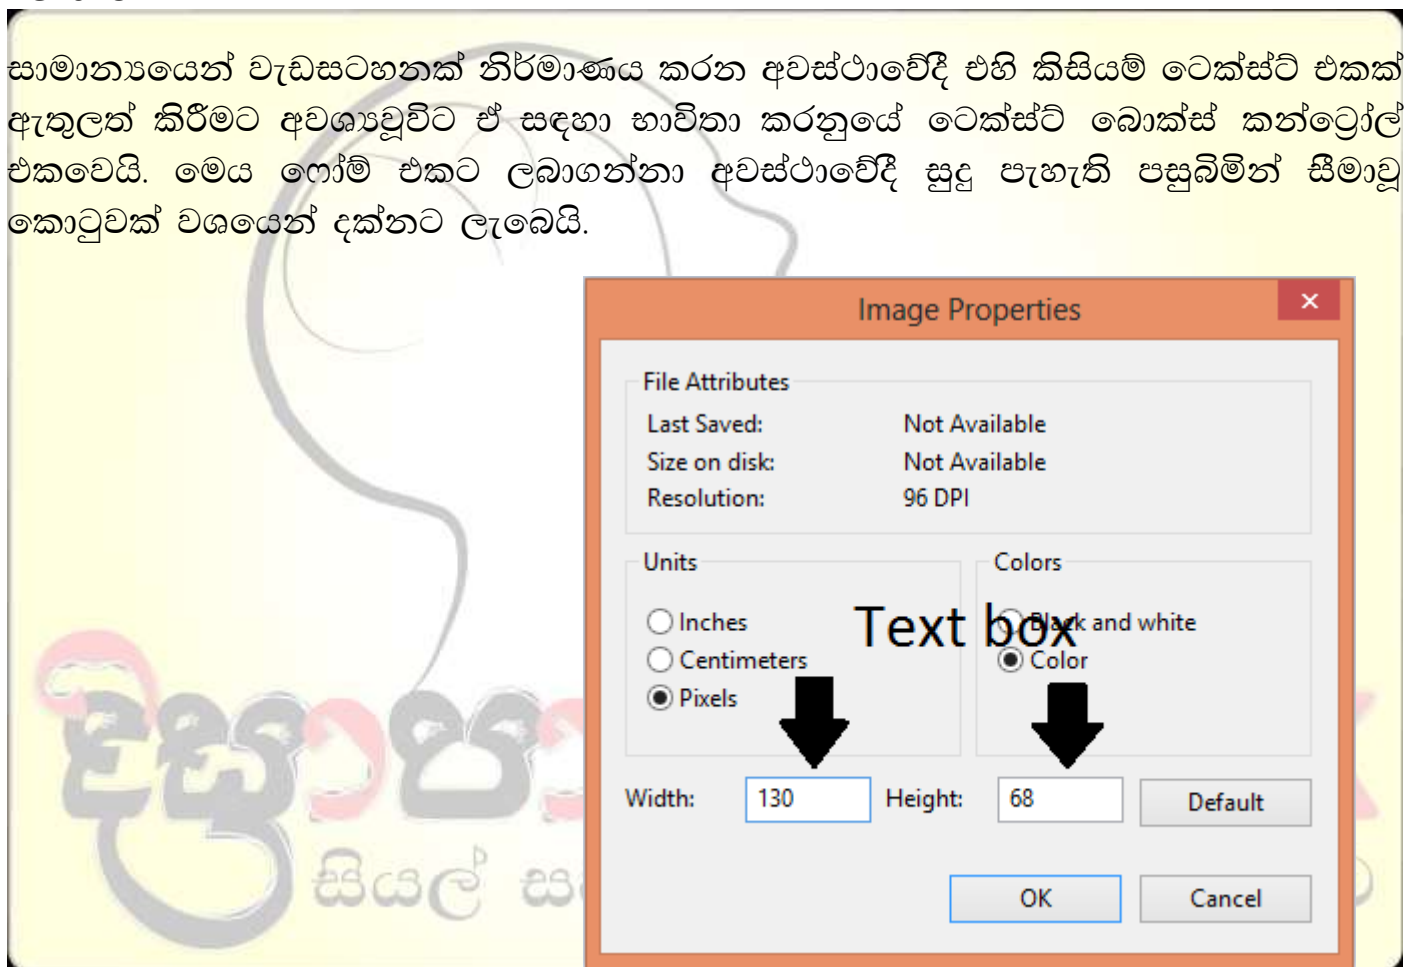 සාමාන්‍යයෙන් වැඩසටහනක් නිර්මාණය කරන අවස්ථාවේදී එහි කිසියම් ටෙක්ස්ට් එකක්
ඇතුලත් කිරීමට අවශ්‍යවූවිට ඒ සඳහා භාවිතා කරනුයේ ටෙක්ස්ට් බොක්ස් කන්ට්‍රෝල්
එකවෙයි. මෙය ෆෝම් එකට ලබාගන්නා අවස්ථාවේදී සුදු පැහැති පසුබිමින් සීමාවූ
කොටුවක් වශයෙන් දක්නට ලැබෙයි.
Image Properties
File Attributes
Last Saved: Not Available
Size on disk: Not Available
Resolution: 96 DPI
Units Colors
Inches Black and white
Text box
Centimeters Color
Pixels
Width: 130 Height: 68 Default
සියල්
OK Cancel